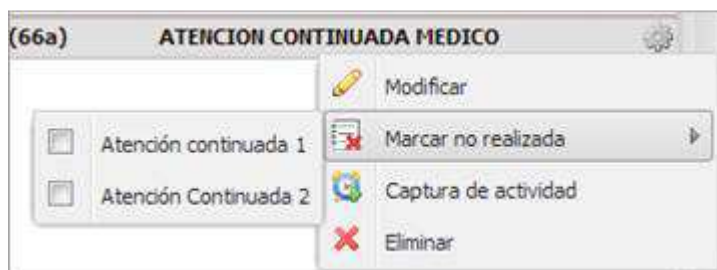 (66a) ATENCION CONTINUADA MEDICO
Modificar
Marcar no realizada
Atención continuada 1
Atención Continuada 2
Captura de actividad
Eliminar